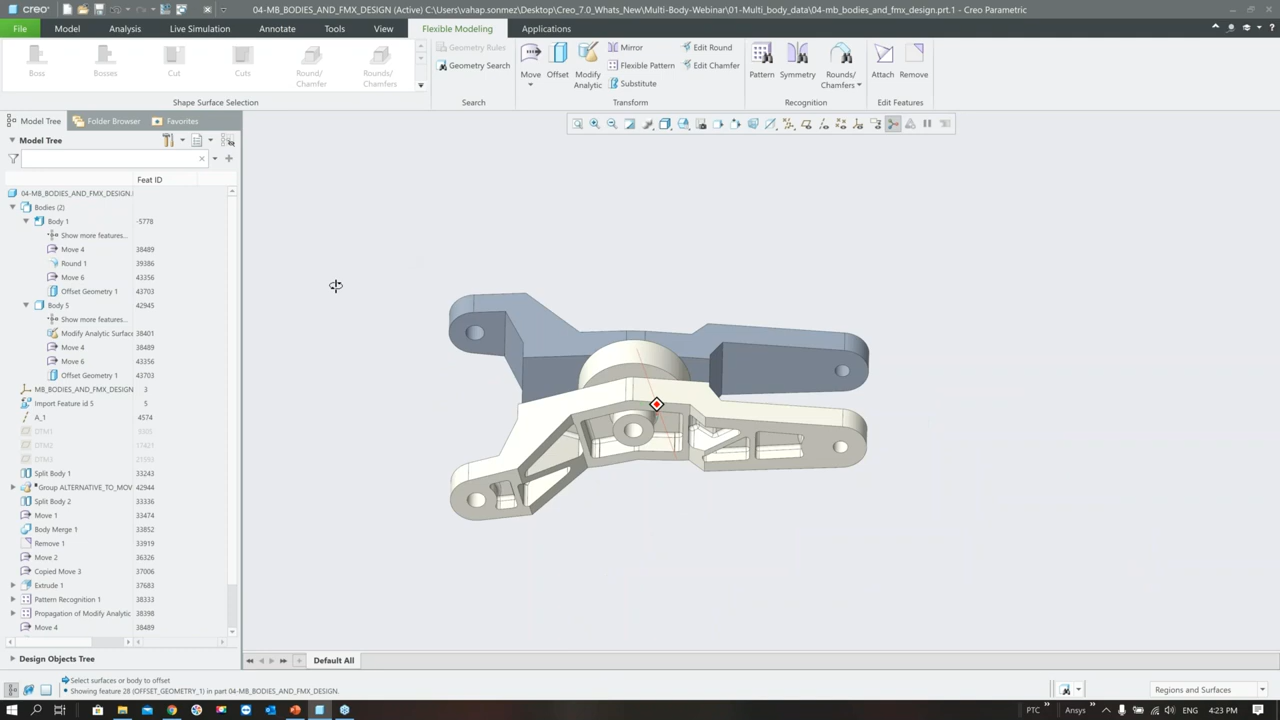 creo
04-MB_BODIES_AND_FMX_DESIGN (Active) C:\users\vahap.sonmez\Desktop\Creo_7.0_Whats_New\Multi-Body-Webinar\01-Multi_body_data\04-mb_bodies_and_fmx_design.prt.1 - Creo Parametric
File Model Analysis Live Simulation Annotate Tools View Flexible Modeling Applications
Boss Bosses Cut Cuts Round/ Chamfer Rounds/ Chamfers
Geometry Rules
Geometry Search
Move Offset Modify Analytic
Mirror
Flexible Pattern
Substitute
Edit Round
Edit Chamfer
Pattern Symmetry Rounds/ Chamfers
Attach Remove
Shape Surface Selection Search Transform Recognition Edit Features
Model Tree Folder Browser Favorites
Model Tree
Feat ID
04-MB_BODIES_AND_FMX_DESIGN.
Bodies (2)
Body 1 -5778
Show more features...
Move 4 38489
Round 1 39386
Move 6 43356
Offset Geometry 1 43703
Body 5 42945
Show more features...
Modify Analytic Surface 38401
Move 4 38489
Move 6 43356
Offset Geometry 1 43703
MB_BODIES_AND_FMX_DESIGN 3
Import Feature id 5 5
A_1 4574
DTM1
DTM2 17421
DTM3 21593
Split Body 1 33243
*Group ALTERNATIVE_TO_MOV 42944
Split Body 2 33336
Move 1 33474
Body Merge 1 33852
Remove 1 33919
Move 2 36326
Copied Move 3 37006
Extrude 1 37683
Pattern Recognition 1 38333
Propagation of Modify Analytic 38398
Move 4 38489
Design Objects Tree
Default All
Select surfaces or body to offset
Showing feature 28 (OFFSET_GEOMETRY_1) in part 04-MB_BODIES_AND_FMX_DESIGN.
Regions and Surfaces
PTC Ansys ENG 4:23 PM